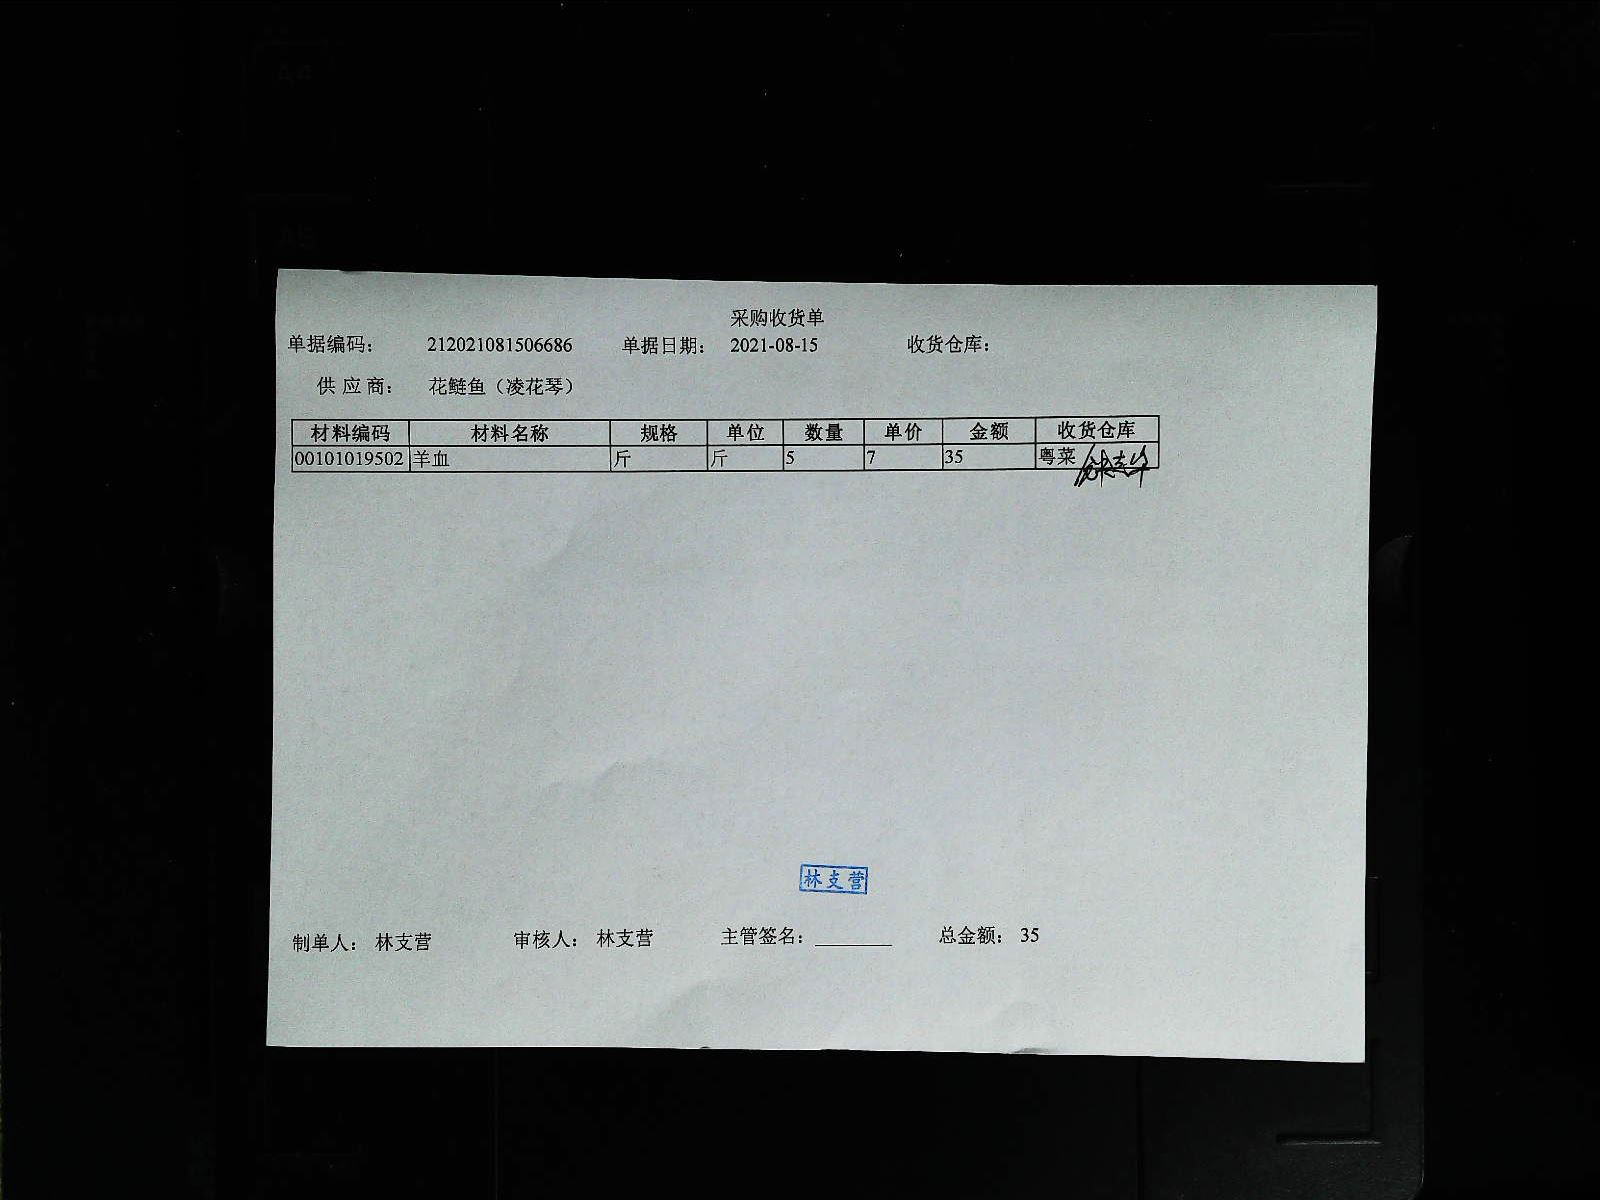 采购收货单
单据编码： 212021081506686 单据日期： 2021-08-15 收货仓库：
供应商： 花鲢鱼（凌花琴）
材料编码 材料名称 规格 单位 数量 单价 金额 收货仓库
00101019502 羊血 斤 斤 5 7 35 粤菜
林支营
制单人： 林支营 审核人： 林支营 主管签名： 总金额： 35